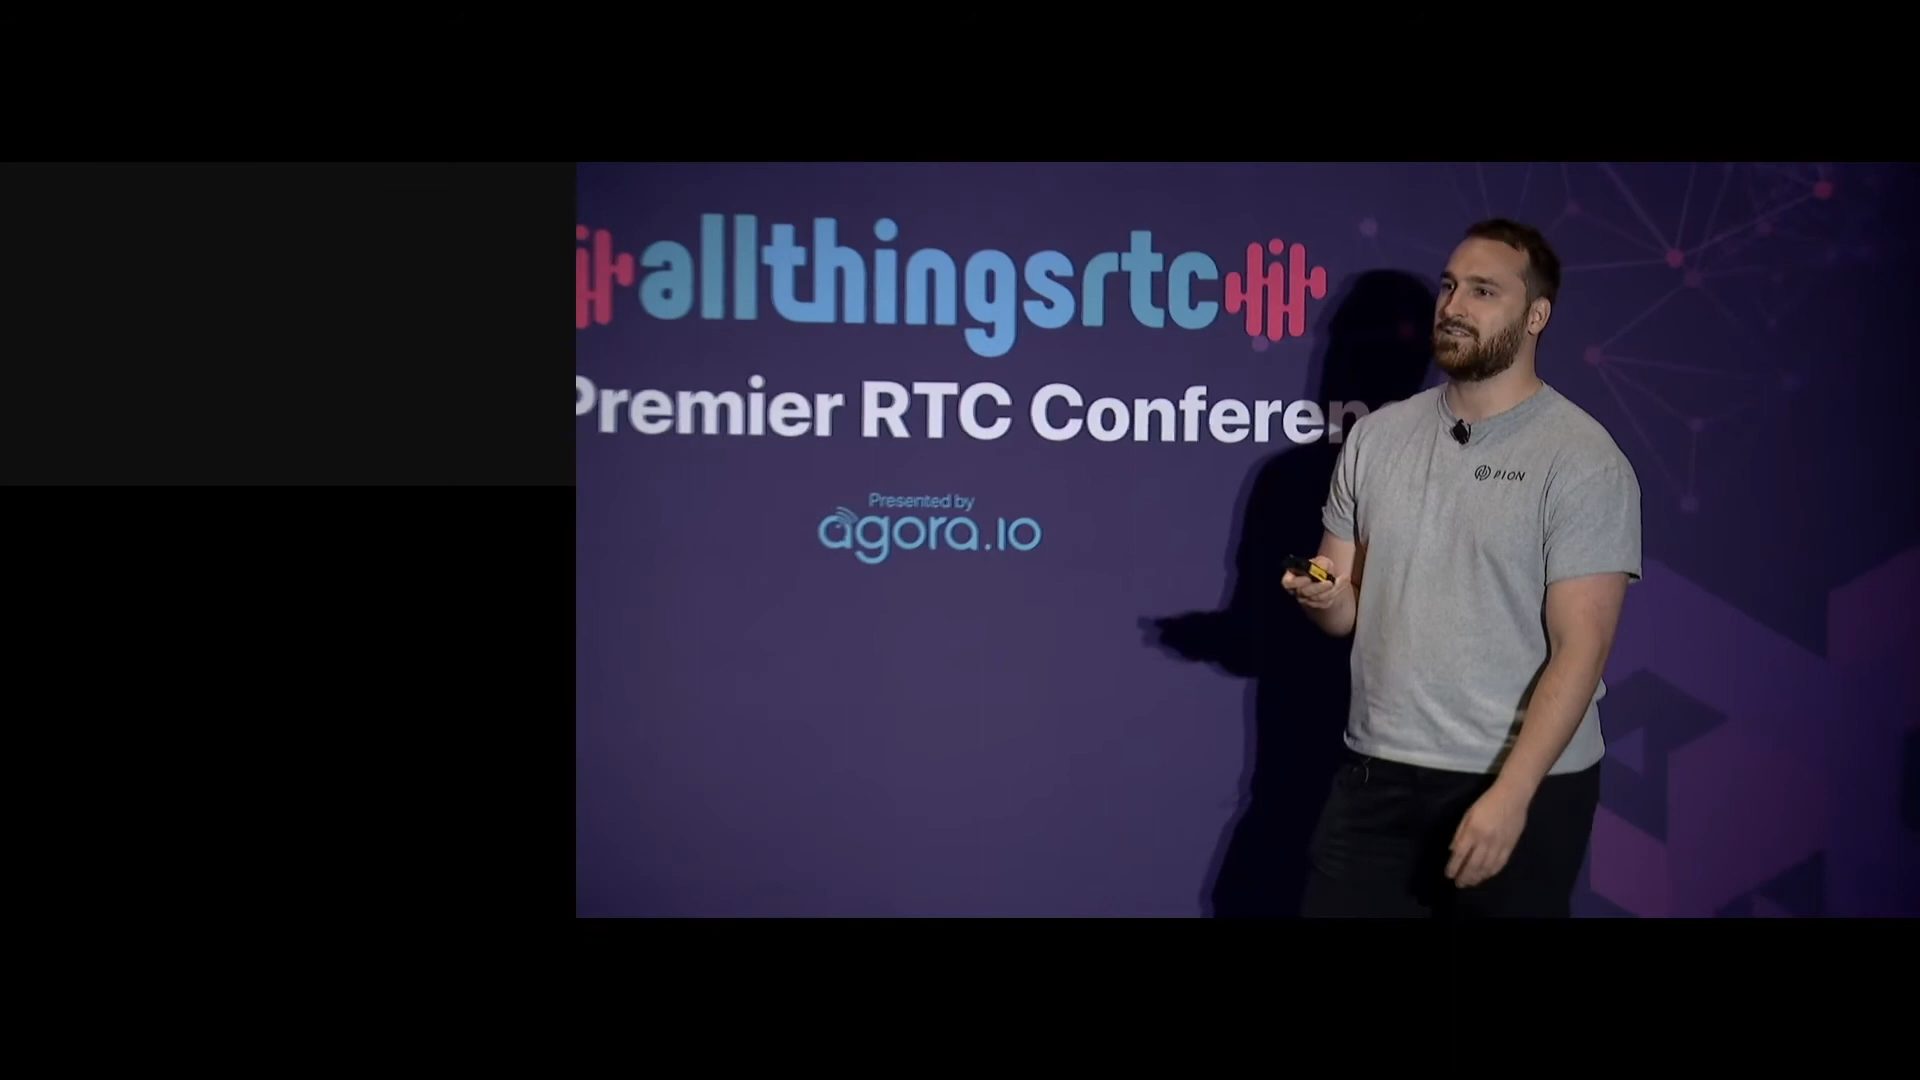 allthingsrtc
Premier RTC Conferen
Presented by
agora.io
PION